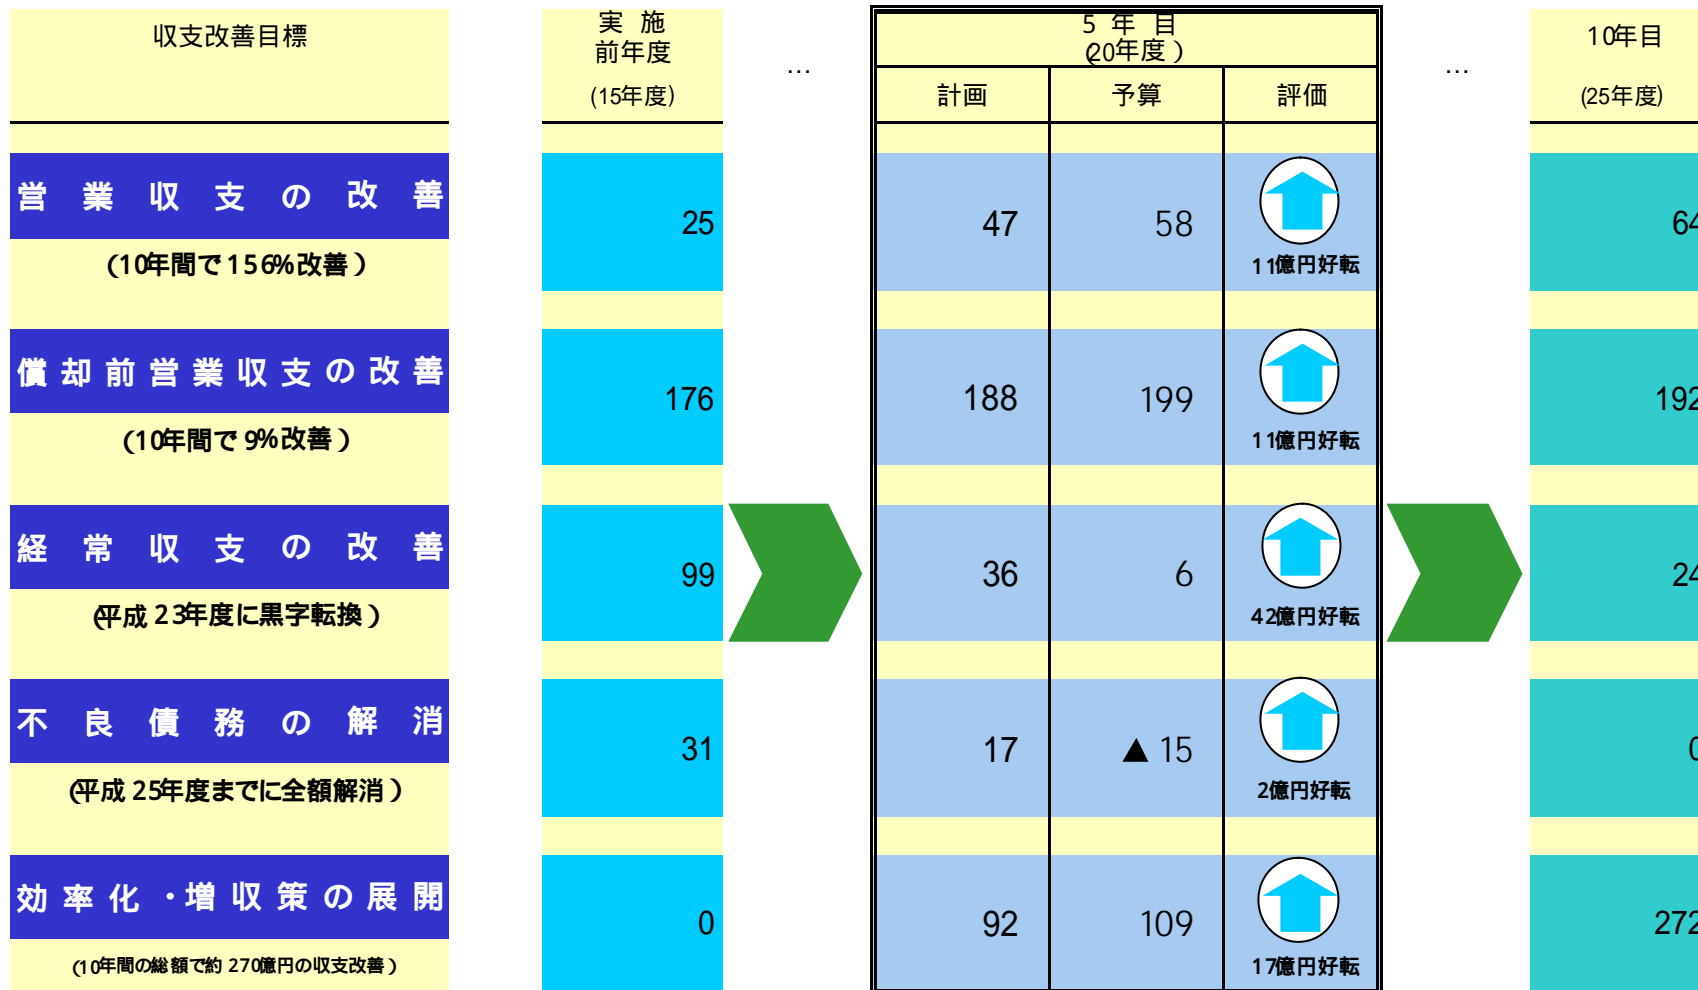 収支改善目標
実 施
前年度
(15年度)
…
5 年 目
(20年度)
計画
予算
評価
…
10年目
(25年度)
営業収支の改善
(10年間で156%改善)
25
47
58
11億円好転
64
償却前営業収支の改善
(10年間で9%改善)
176
188
199
11億円好転
192
経常収支の改善
(平成23年度に黒字転換)
99
36
6
42億円好転
24
不良債務の解消
(平成25年度までに全額解消)
31
17
▲15
2億円好転
0
効率化・増収策の展開
(10年間の総額で約270億円の収支改善)
0
92
109
17億円好転
272